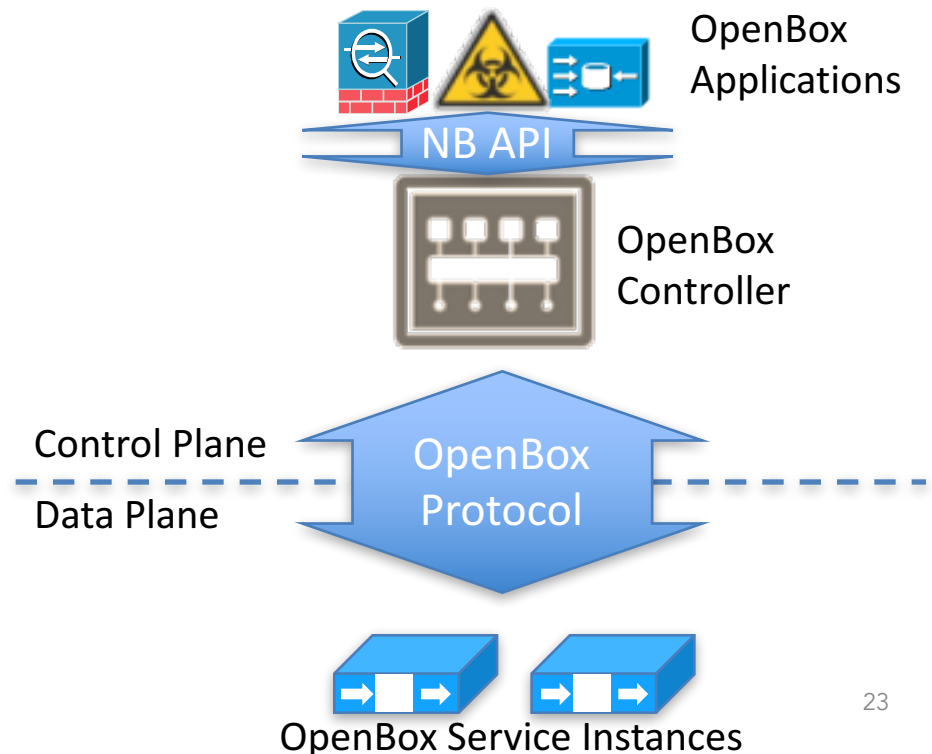 OpenBox
Applications
NB API
OpenBox
Controller
Control Plane
OpenBox
Protocol
Data Plane
OpenBox Service Instances
23